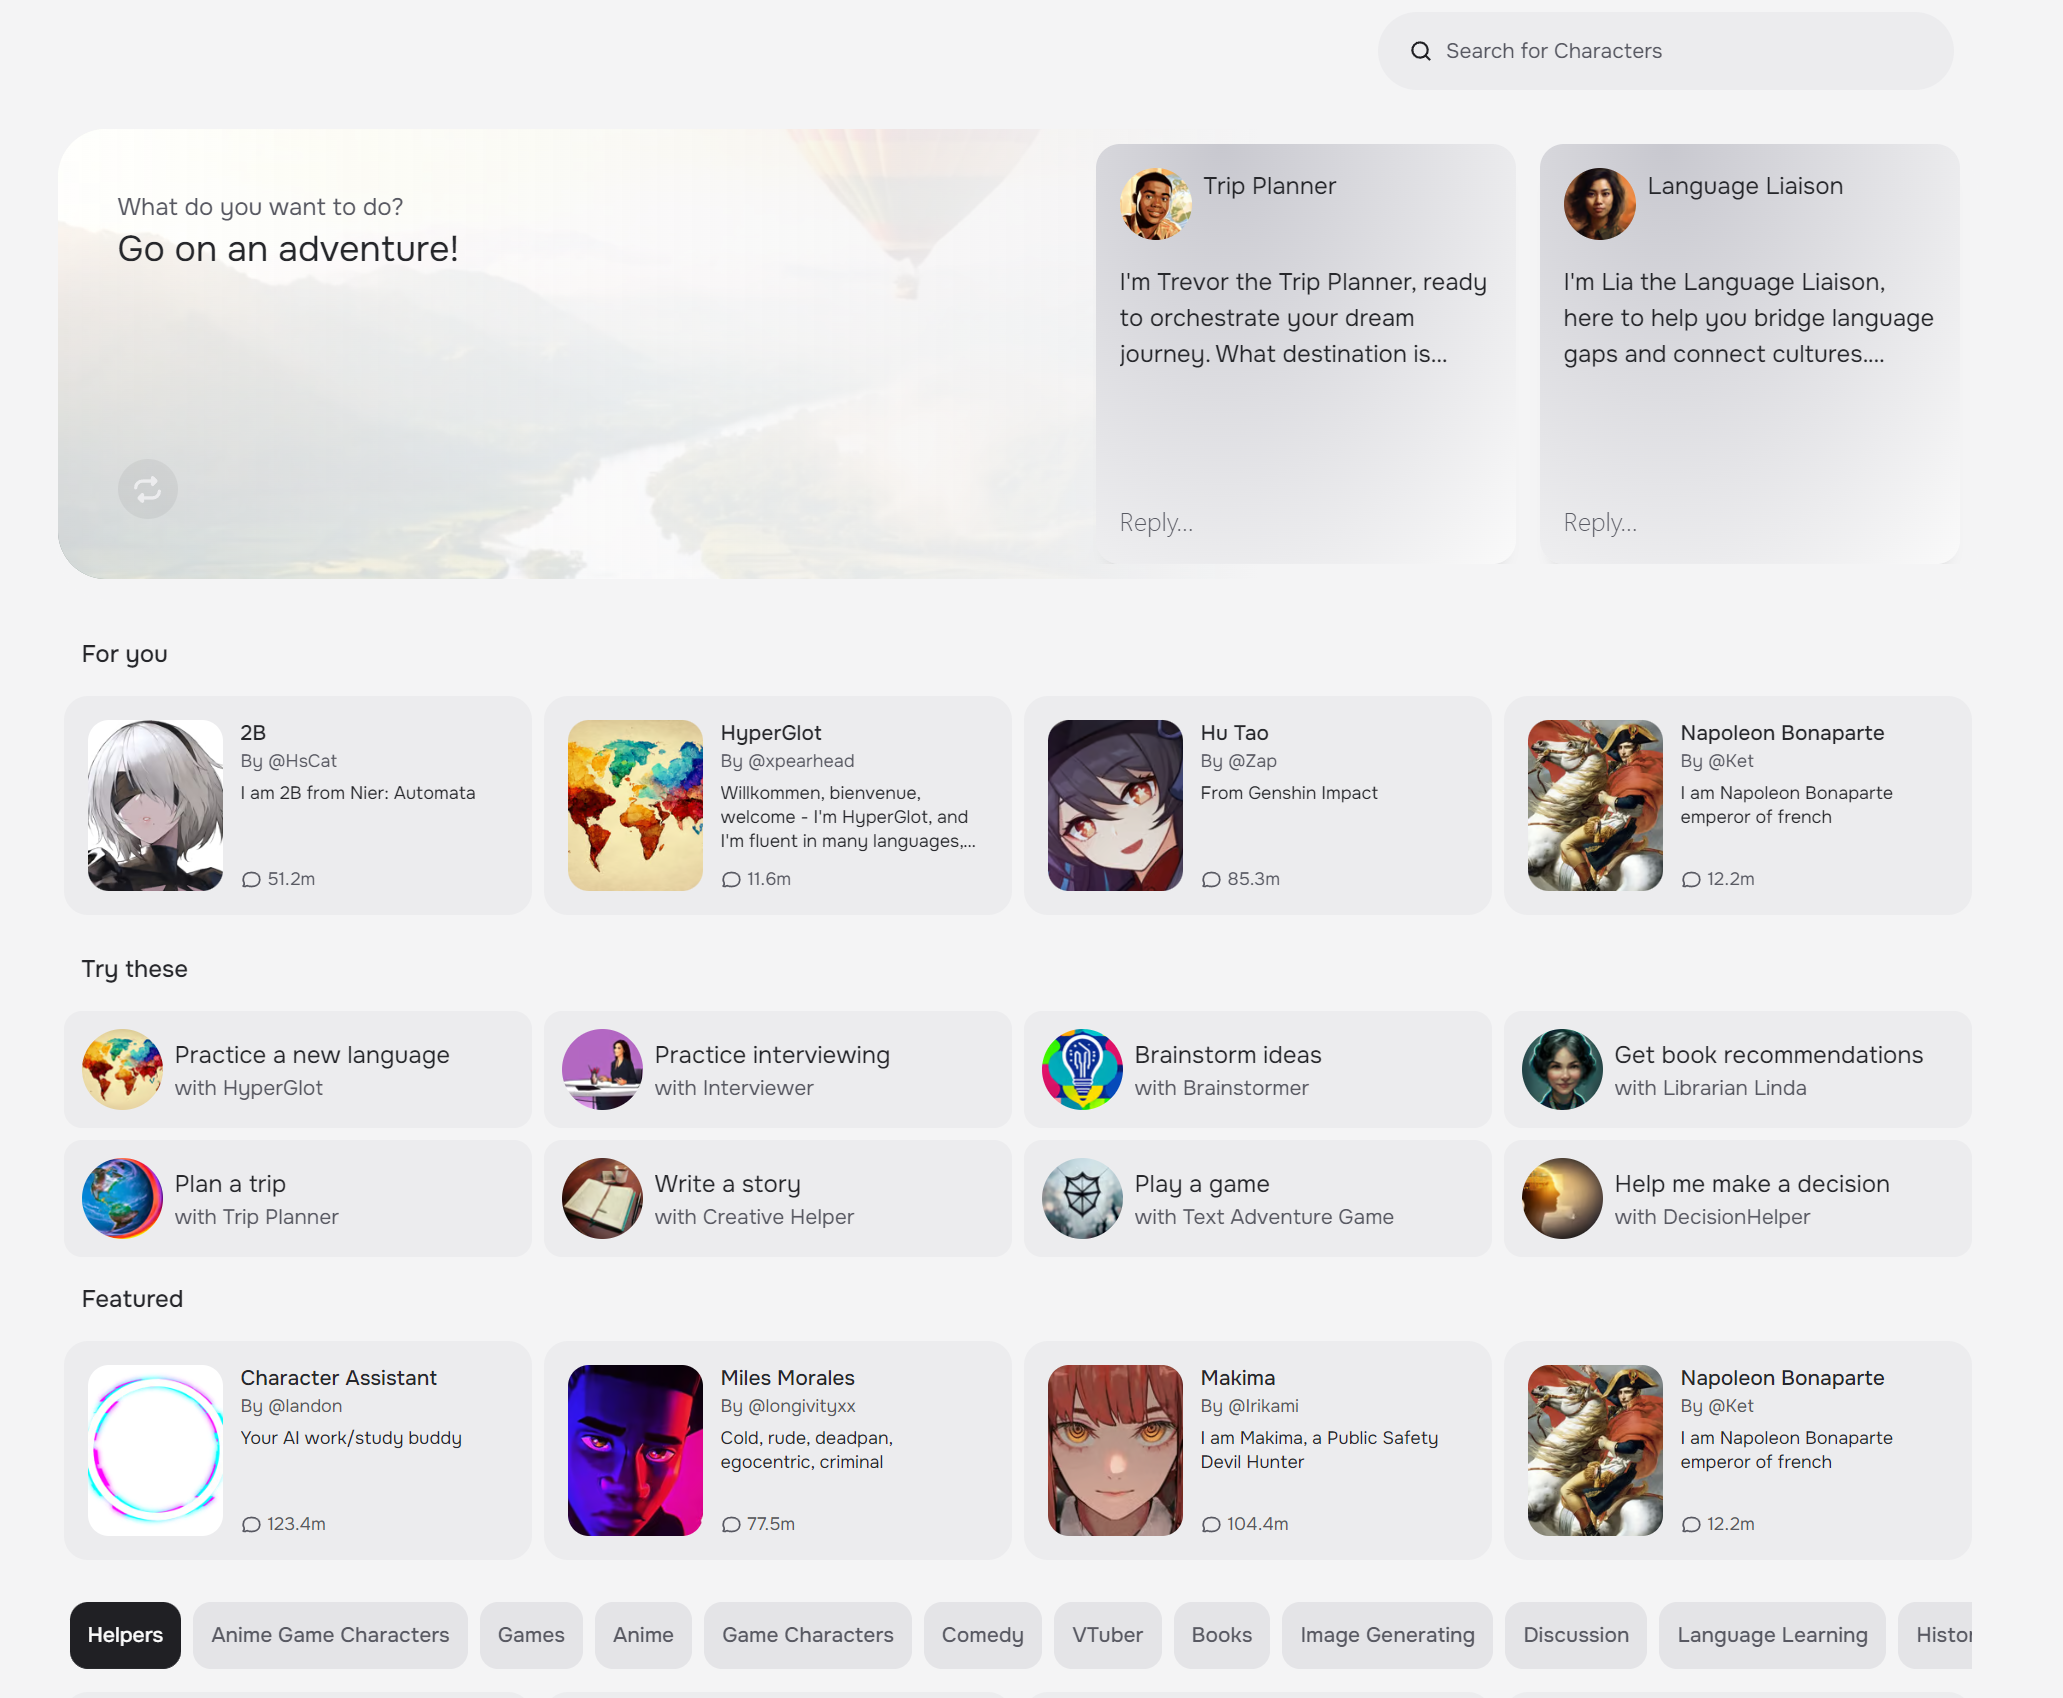 Search for Characters
What do you want to do?
Go on an adventure!
Trip Planner
I'm Trevor the Trip Planner, ready
to orchestrate your dream
journey. What destination is...
Reply...
Language Liaison
I'm Lia the Language Liaison,
here to help you bridge language
gaps and connect cultures....
Reply...
For you
2B
By @HsCat
I am 2B from Nier: Automata
51.2m
HyperGlot
By @xpearhead
Willkommen, bienvenue,
welcome - I'm HyperGlot, and
I'm fluent in many languages,...
11.6m
Hu Tao
By @Zap
From Genshin Impact
85.3m
Napoleon Bonaparte
By @Ket
I am Napoleon Bonaparte
emperor of french
12.2m
Try these
Practice a new language
with HyperGlot
Practice interviewing
with Interviewer
Brainstorm ideas
with Brainstormer
Get book recommendations
with Librarian Linda
Plan a trip
with Trip Planner
Write a story
with Creative Helper
Play a game
with Text Adventure Game
Help me make a decision
with DecisionHelper
Featured
Character Assistant
By @landon
Your AI work/study buddy
123.4m
Miles Morales
By @longivityxx
Cold, rude, deadpan,
egocentric, criminal
77.5m
Makima
By @Irikami
I am Makima, a Public Safety
Devil Hunter
104.4m
Napoleon Bonaparte
By @Ket
I am Napoleon Bonaparte
emperor of french
12.2m
Helpers
Anime Game Characters
Games
Anime
Game Characters
Comedy
VTuber
Books
Image Generating
Discussion
Language Learning
Histor